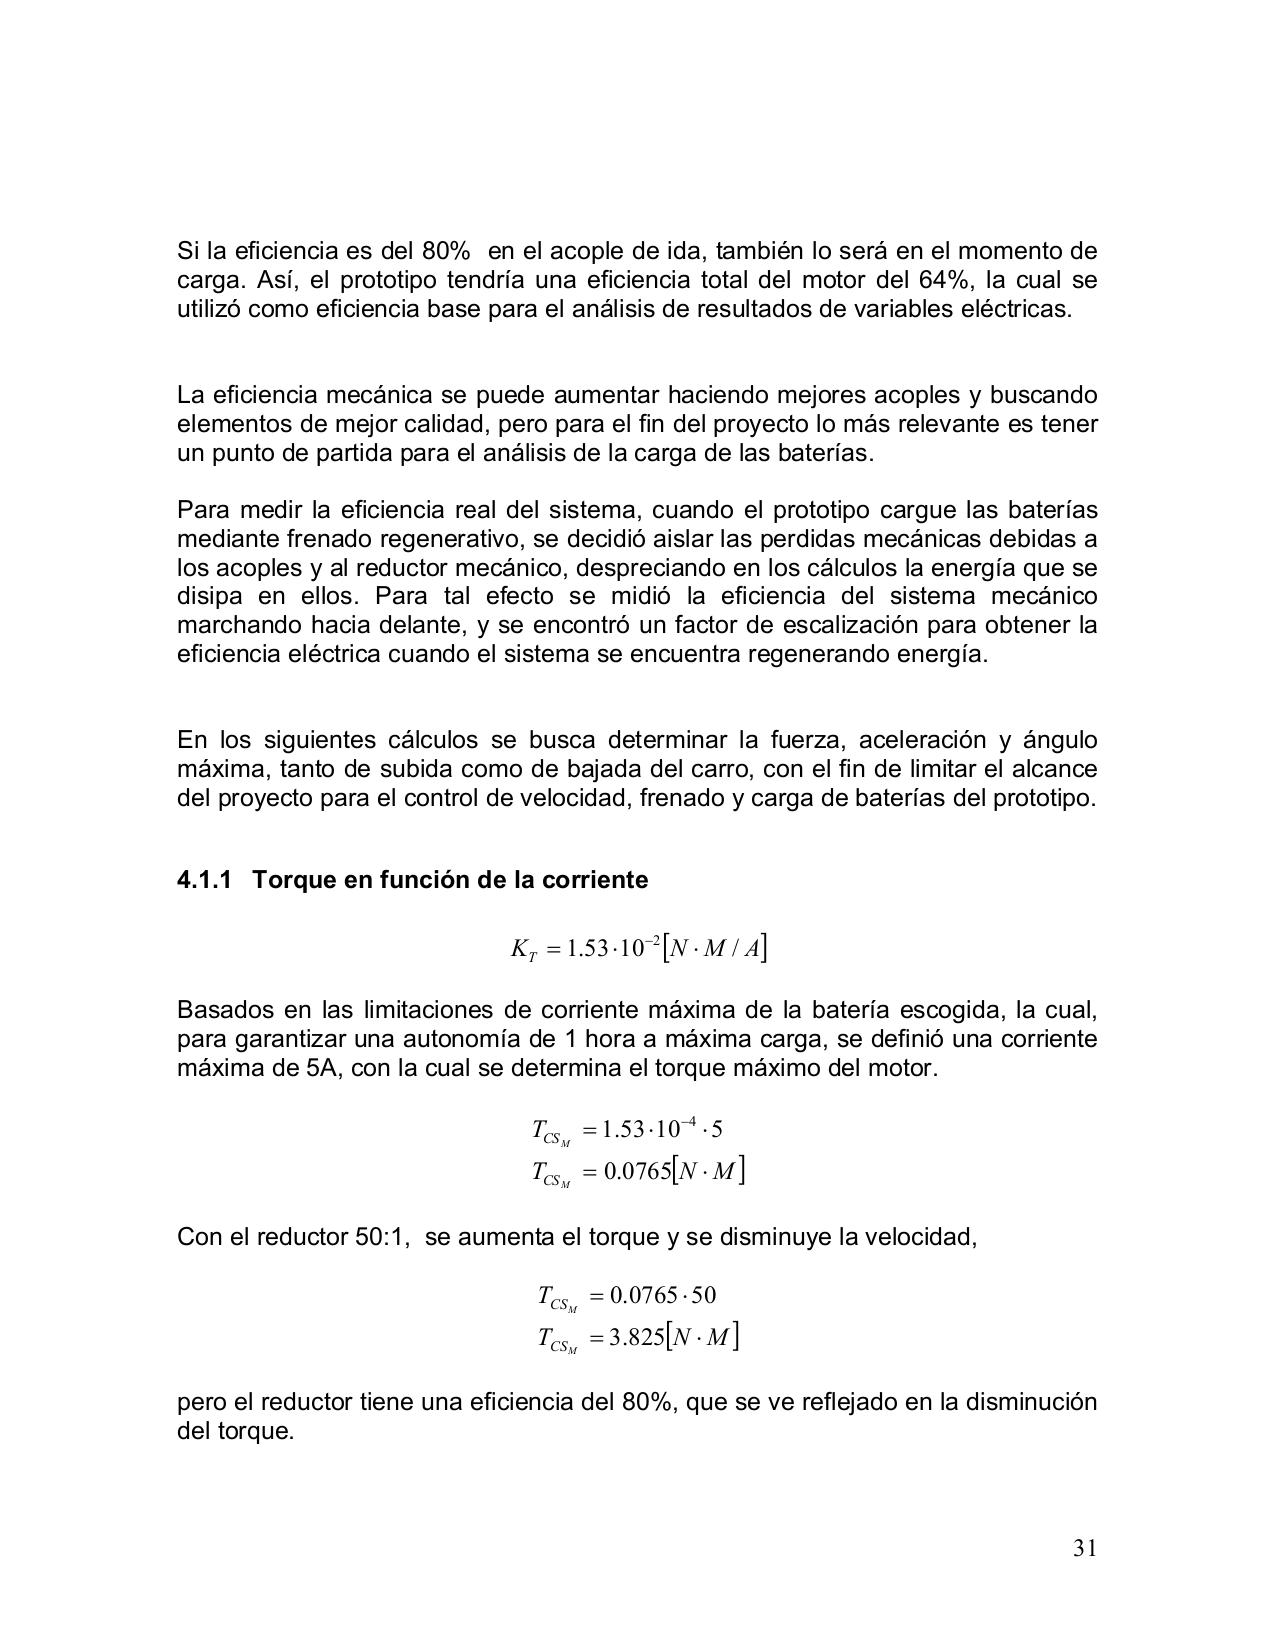 Si la eficiencia es del 80%  en el acople de ida, también lo será en el momento de
carga. Así, el prototipo tendría una eficiencia total del motor del 64%, la cual se
utilizó como eficiencia base para el análisis de resultados de variables eléctricas.
La eficiencia mecánica se puede aumentar haciendo mejores acoples y buscando
elementos de mejor calidad, pero para el fin del proyecto lo más relevante es tener
un punto de partida para el análisis de la carga de las baterías.
Para medir la eficiencia real del sistema, cuando el prototipo cargue las baterías
mediante frenado regenerativo, se decidió aislar las perdidas mecánicas debidas a
los acoples y al reductor mecánico, despreciando en los cálculos la energía que se
disipa en ellos. Para tal efecto se midió la eficiencia del sistema mecánico
marchando hacia delante, y se encontró un factor de escalización para obtener la
eficiencia eléctrica cuando el sistema se encuentra regenerando energía.
En los siguientes cálculos se busca determinar la fuerza, aceleración y ángulo
máxima, tanto de subida como de bajada del carro, con el fin de limitar el alcance
del proyecto para el control de velocidad, frenado y carga de baterías del prototipo.
4.1.1 Torque en función de la corriente
K_T = 1.53·10^{-2}[N · M / A]
Basados en las limitaciones de corriente máxima de la batería escogida, la cual,
para garantizar una autonomía de 1 hora a máxima carga, se definió una corriente
máxima de 5A, con la cual se determina el torque máximo del motor.
T_{CS_M} = 1.53·10^{-4} · 5
T_{CS_M} = 0.0765[N · M]
Con el reductor 50:1,  se aumenta el torque y se disminuye la velocidad,
T_{CS_M} = 0.0765 · 50
T_{CS_M} = 3.825[N · M]
pero el reductor tiene una eficiencia del 80%, que se ve reflejado en la disminución
del torque.
31